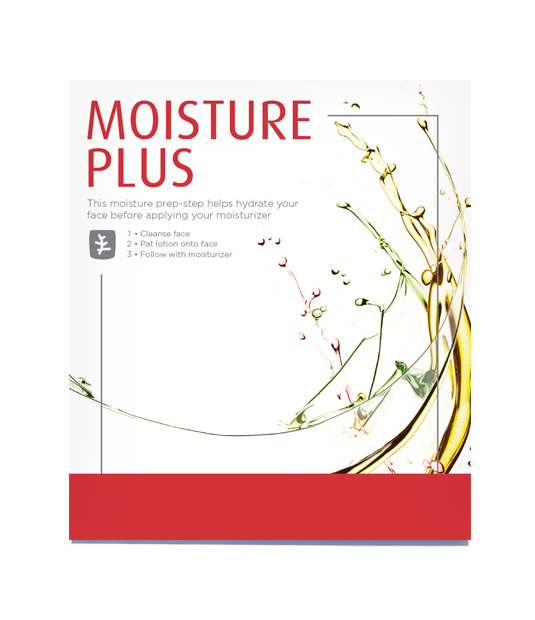 MOISTURE
PLUS
This moisture prep-step helps hydrate your
face before applying your moisturizer
1 • Cleanse face
2 • Pat lotion onto face
3 • Follow with moisturizer